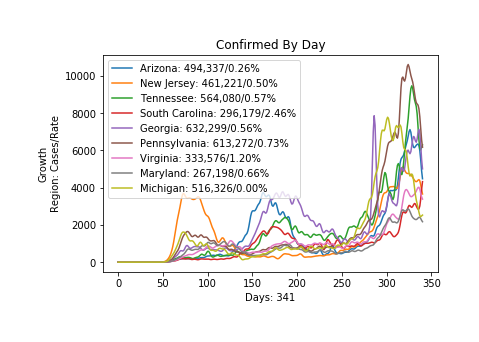 Confirmed By Day
Growth
Region: Cases/Rate
10000
8000
6000
4000
2000
0
Arizona: 494,337/0.26%
New Jersey: 461,221/0.50%
Tennessee: 564,080/0.57%
South Carolina: 296,179/2.46%
Georgia: 632,299/0.56%
Pennsylvania: 613,272/0.73%
Virginia: 333,576/1.20%
Maryland: 267,198/0.66%
Michigan: 516,326/0.00%
0 50 100 150 200 250 300 350
Days: 341